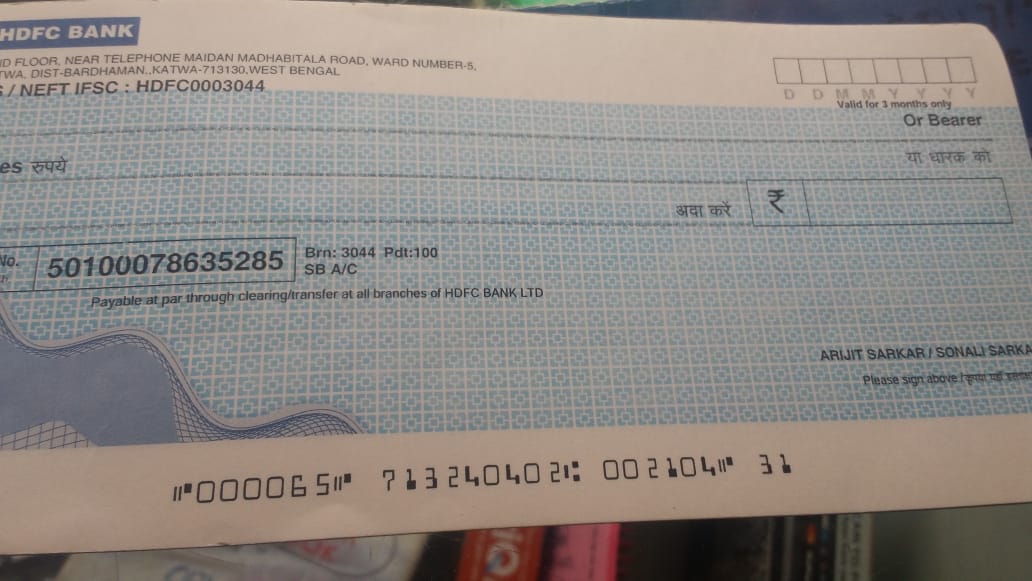 HDFC BANK
D FLOOR, NEAR TELEPHONE MAIDAN MADHABITALA ROAD, WARD NUMBER-5,
TWA, DIST-BARDHAMAN.,KATWA-713130,WEST BENGAL
S / NEFT IFSC : HDFC0003044
D D M M Y Y Y Y
Valid for 3 months only
Or Bearer
es रुपये
या धारक को
अदा करें ₹
No. 50100078635285 Brn: 3044 Pdt:100
SB A/C
Payable at par through clearing/transfer at all branches of HDFC BANK LTD
ARIJIT SARKAR / SONALI SARKA
Please sign above / कृपया यहाँ
⑈000065⑈ 713240402⑆ 002104⑈ 31